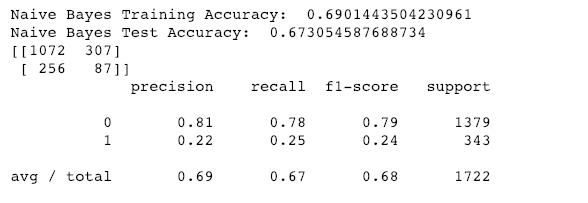 Naive Bayes Training Accuracy:  0.6901443504230961
Naive Bayes Test Accuracy:  0.673054587688734
[[1072  307]
 [ 256   87]]
             precision    recall  f1-score   support

          0       0.81      0.78      0.79      1379
          1       0.22      0.25      0.24       343

avg / total       0.69      0.67      0.68      1722